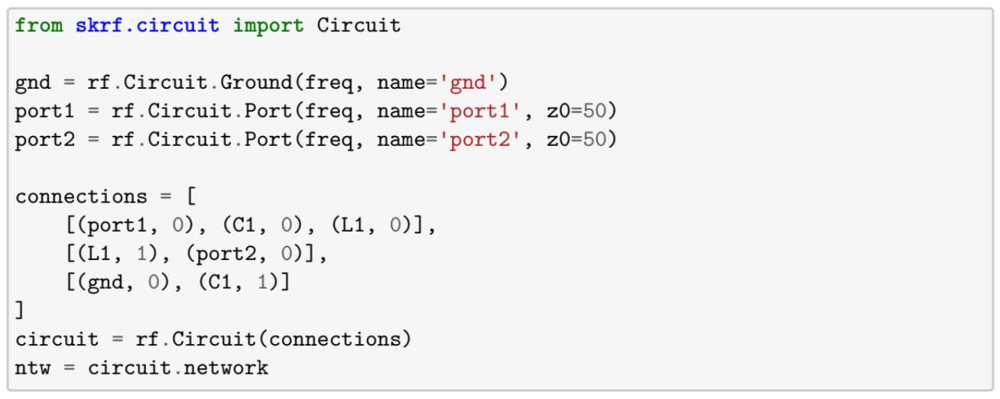 from skrf.circuit import Circuit

gnd = rf.Circuit.Ground(freq, name='gnd')
port1 = rf.Circuit.Port(freq, name='port1', z0=50)
port2 = rf.Circuit.Port(freq, name='port2', z0=50)

connections = [
    [(port1, 0), (C1, 0), (L1, 0)],
    [(L1, 1), (port2, 0)],
    [(gnd, 0), (C1, 1)]
]
circuit = rf.Circuit(connections)
ntw = circuit.network